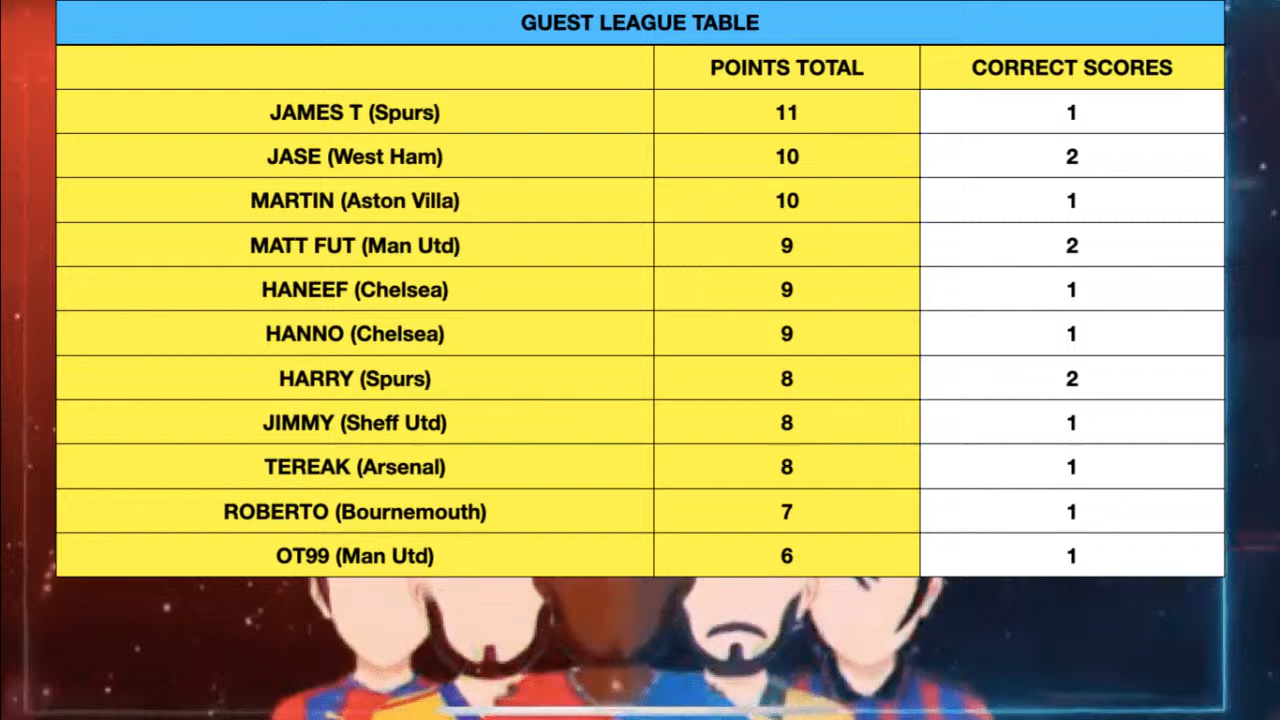 GUEST LEAGUE TABLE
POINTS TOTAL CORRECT SCORES
JAMES T (Spurs) 11 1
JASE (West Ham) 10 2
MARTIN (Aston Villa) 10 1
MATT FUT (Man Utd) 9 2
HANEEF (Chelsea) 9 1
HANNO (Chelsea) 9 1
HARRY (Spurs) 8 2
JIMMY (Sheff Utd) 8 1
TEREAK (Arsenal) 8 1
ROBERTO (Bournemouth) 7 1
OT99 (Man Utd) 6 1